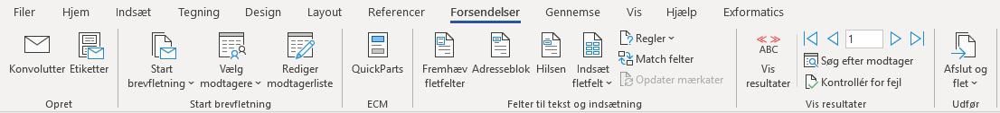 Filer Hjem Indsæt Tegning Design Layout Referencer Forsendelser Gennemse Vis Hjælp Exformatics
Konvolutter Etiketter
Opret
Start brevfletning
Vælg modtagere
Rediger modtagerliste
Start brevfletning
QuickParts
ECM
Fremhæv fletfelter
Adresseblok
Hilsen
Indsæt fletfelt
Regler
Match felter
Opdater mærkater
Felter til tekst og indsætning
ABC
Vis resultater
1
Søg efter modtager
Kontrollér for fejl
Vis resultater
Afslut og flet
Udfør